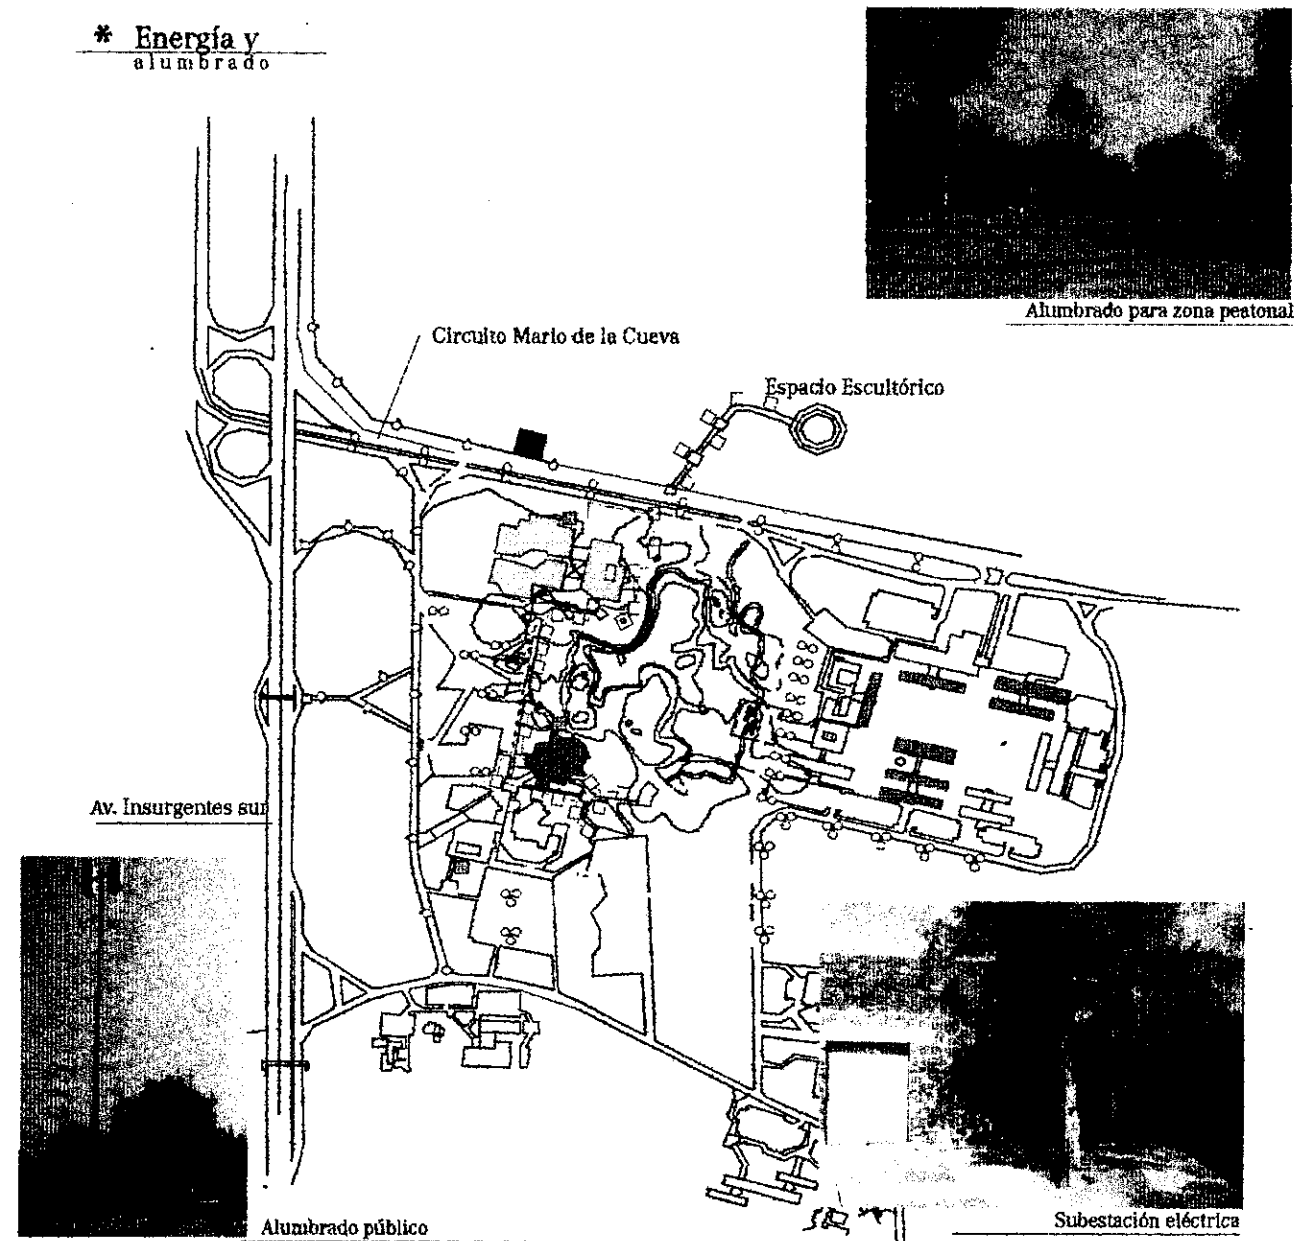 * Energía y
alumbrado
Alumbrado para zona peatonal
Circuito Mario de la Cueva
Espacio Escultórico
Av. Insurgentes sur
Alumbrado público
Subestación eléctrica